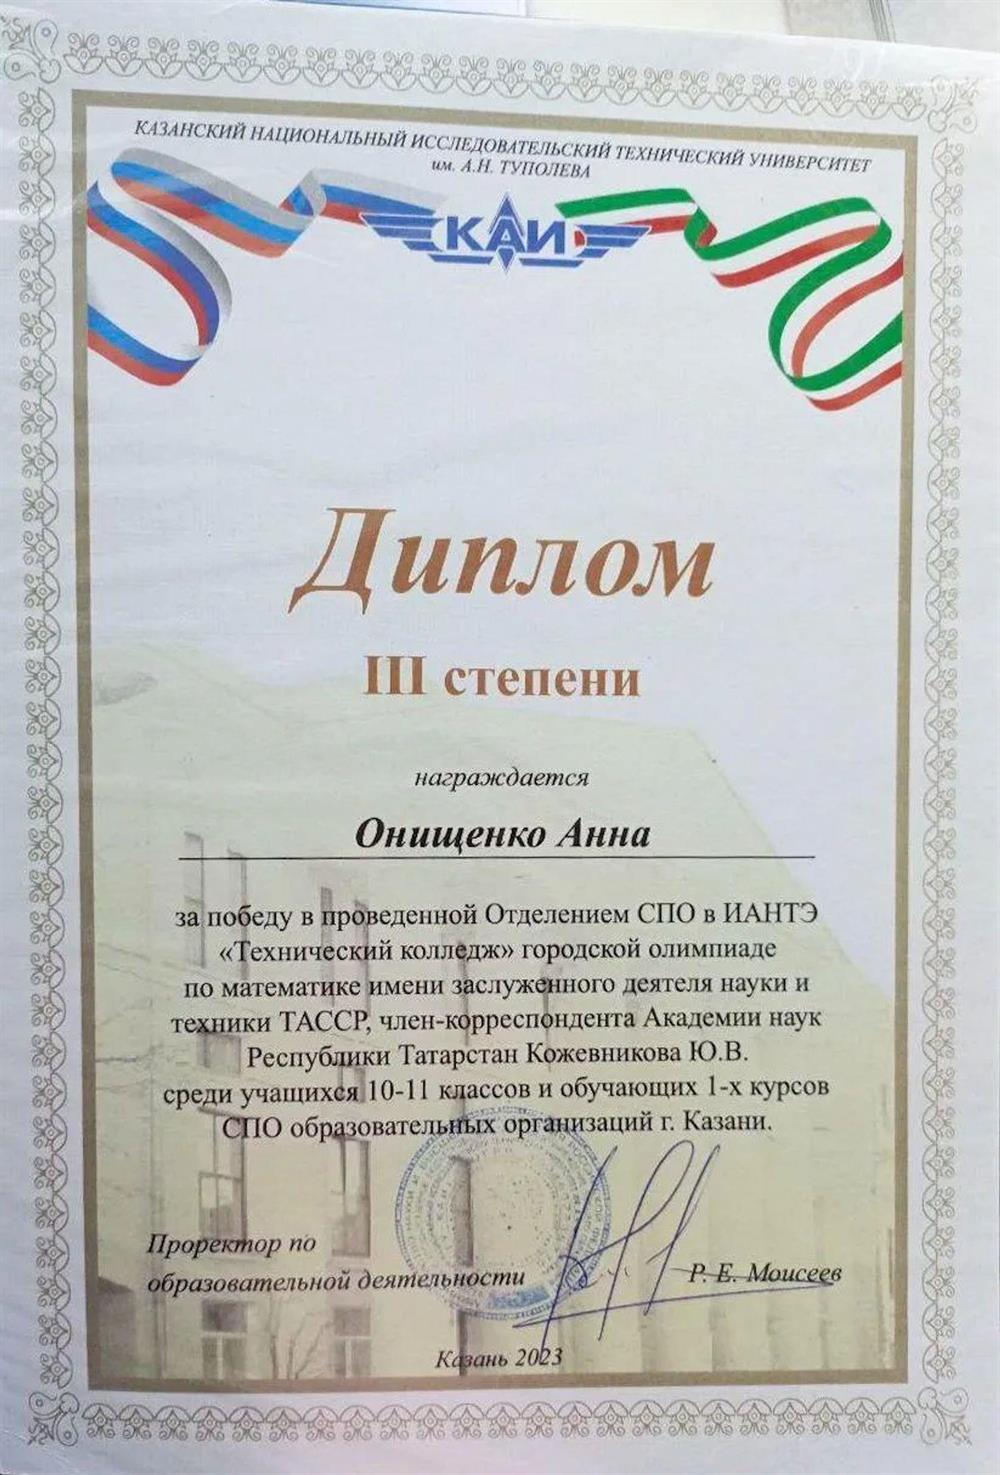 КАЗАНСКИЙ НАЦИОНАЛЬНЫЙ ИССЛЕДОВАТЕЛЬСКИЙ ТЕХНИЧЕСКИЙ УНИВЕРСИТЕТ
им. А.Н. ТУПОЛЕВА
КАИ
Диплом
III степени
награждается
Онищенко Анна
за победу в проведенной Отделением СПО в ИАНТЭ
«Технический колледж» городской олимпиаде
по математике имени заслуженного деятеля науки и
техники ТАССР, член-корреспондента Академии наук
Республики Татарстан Кожевникова Ю.В.
среди учащихся 10-11 классов и обучающих 1-х курсов
СПО образовательных организаций г. Казани.
Проректор по
образовательной деятельности
Р. Е. Моисеев
Казань 2023